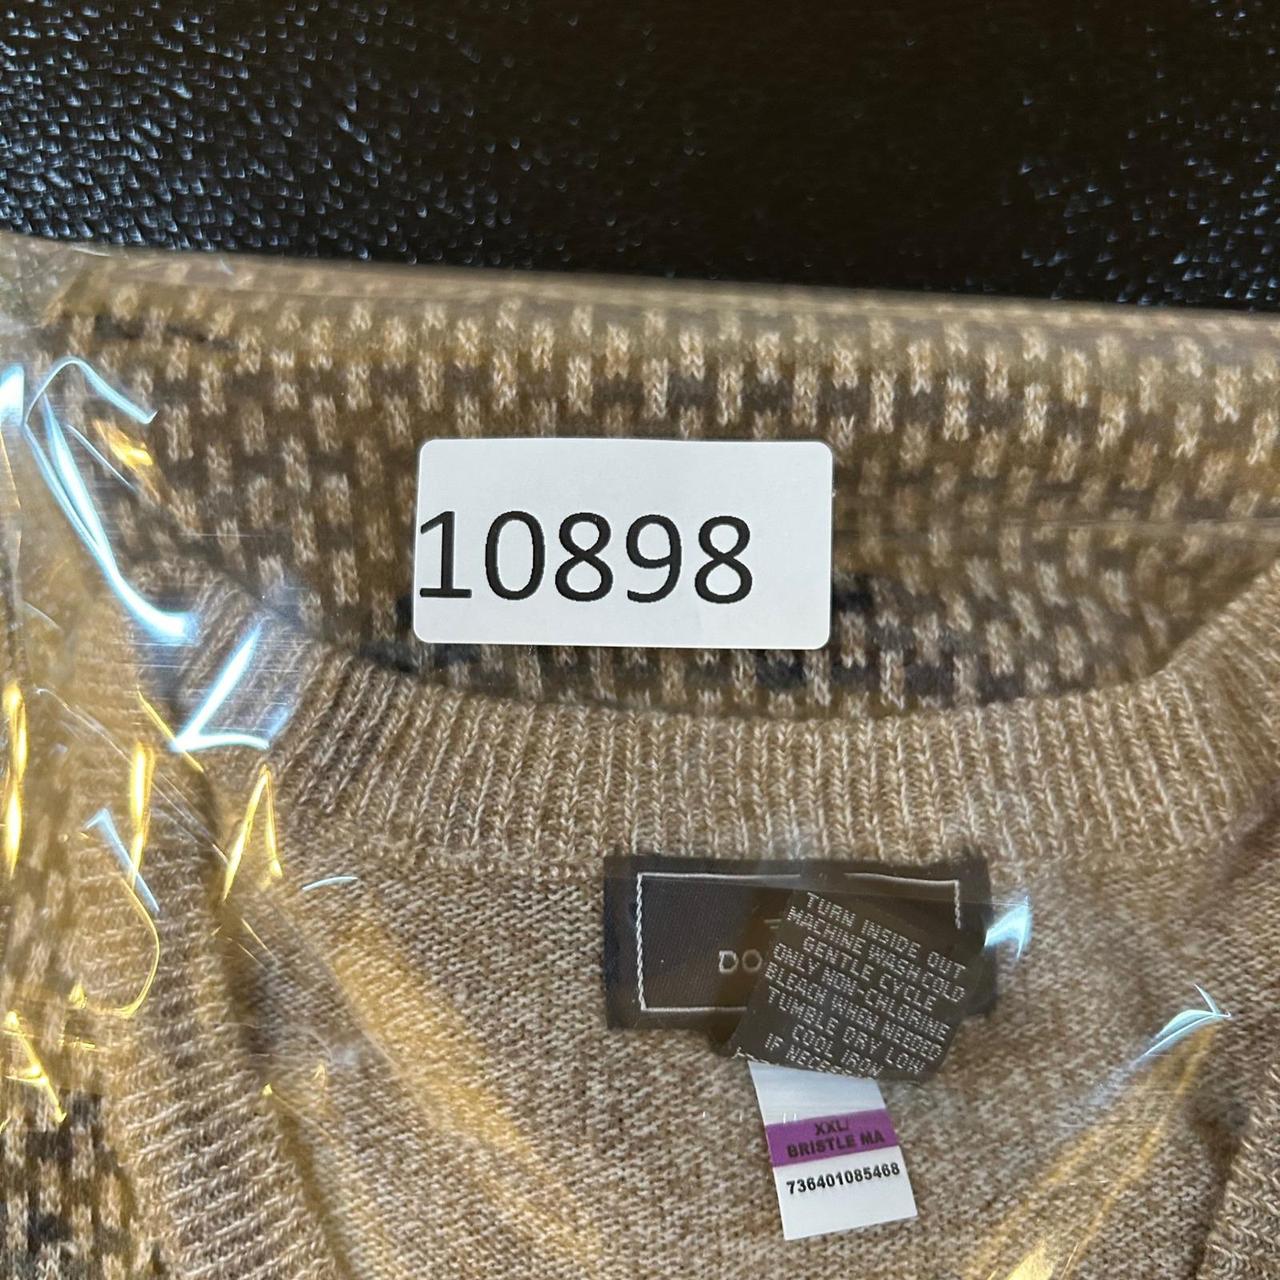 10898
DO
TURN INSIDE OUT
MACHINE WASH COLD
GENTLE CYCLE
ONLY NON-CHLORINE
BLEACH WHEN NEEDED
TUMBLE DRY LOW
COOL IRON
IF NECES
XXL/
BRISTLE MA
736401085468